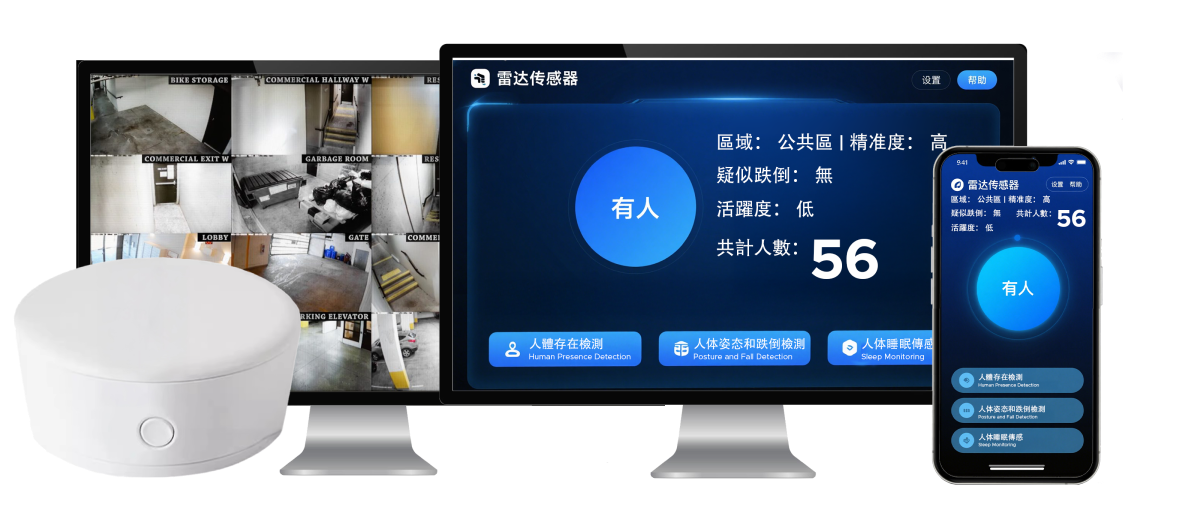 BIKE STORAGE
COMMERCIAL HALLWAY W
RES
COMMERCIAL EXIT W
GARBAGE ROOM
RES
LOBBY
GATE
COMME
RKING ELEVATOR
雷达传感器
设置
帮助
區域： 公共區 | 精准度： 高
疑似跌倒： 無
活躍度： 低
共計人數： 56
有人
人體存在檢測
Human Presence Detection
人体姿态和跌倒檢測
Posture and Fall Detection
人体睡眠傳感
Sleep Monitoring
9:41
雷达传感器
设置 帮助
區域： 公共區 | 精准度： 高
疑似跌倒： 無 共計人數： 56
活躍度： 低
有人
人體存在檢測
Human Presence Detection
人体姿态和跌倒檢測
Posture and Fall Detection
人体睡眠傳感
Sleep Monitoring